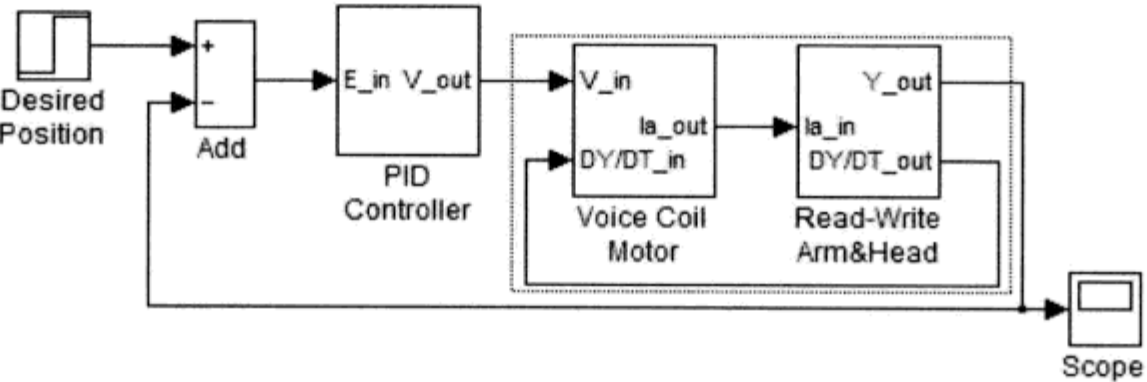 Desired
Position
+
−
Add
E_in V_out
PID
Controller
V_in
Ia_out
DY/DT_in
Voice Coil
Motor
Y_out
Ia_in
DY/DT_out
Read-Write
Arm&Head
Scope